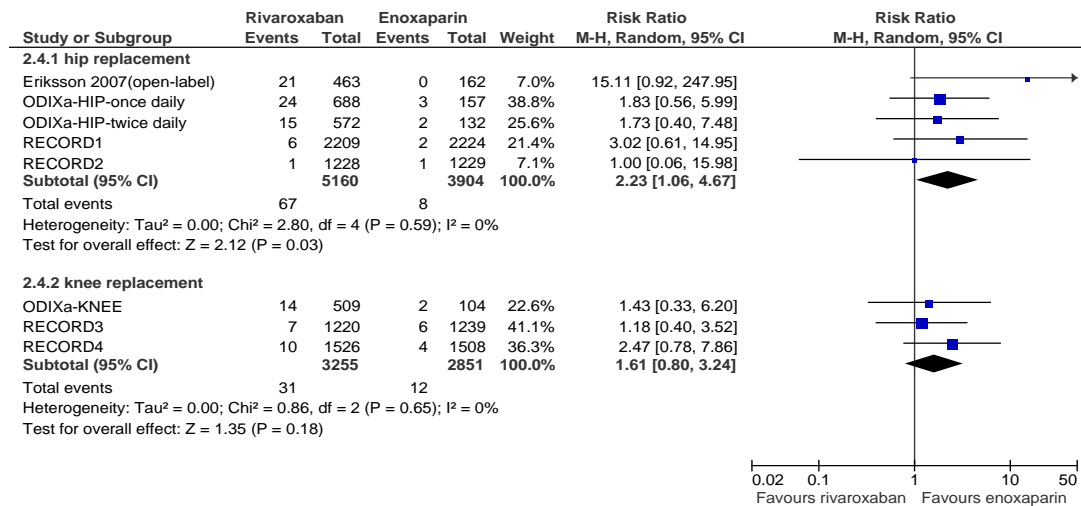 Rivaroxaban Enoxaparin Risk Ratio Risk Ratio
Study or Subgroup Events Total Events Total Weight M-H, Random, 95% CI M-H, Random, 95% CI
2.4.1 hip replacement
Eriksson 2007(open-label) 21 463 0 162 7.0% 15.11 [0.92, 247.95]
ODIXa-HIP-once daily 24 688 3 157 38.8% 1.83 [0.56, 5.99]
ODIXa-HIP-twice daily 15 572 2 132 25.6% 1.73 [0.40, 7.48]
RECORD1 6 2209 2 2224 21.4% 3.02 [0.61, 14.95]
RECORD2 1 1228 1 1229 7.1% 1.00 [0.06, 15.98]
Subtotal (95% CI) 5160 3904 100.0% 2.23 [1.06, 4.67]
Total events 67 8
Heterogeneity: Tau² = 0.00; Chi² = 2.80, df = 4 (P = 0.59); I² = 0%
Test for overall effect: Z = 2.12 (P = 0.03)
2.4.2 knee replacement
ODIXa-KNEE 14 509 2 104 22.6% 1.43 [0.33, 6.20]
RECORD3 7 1220 6 1239 41.1% 1.18 [0.40, 3.52]
RECORD4 10 1526 4 1508 36.3% 2.47 [0.78, 7.86]
Subtotal (95% CI) 3255 2851 100.0% 1.61 [0.80, 3.24]
Total events 31 12
Heterogeneity: Tau² = 0.00; Chi² = 0.86, df = 2 (P = 0.65); I² = 0%
Test for overall effect: Z = 1.35 (P = 0.18)
0.02 0.1 1 10 50
Favours rivaroxaban Favours enoxaparin